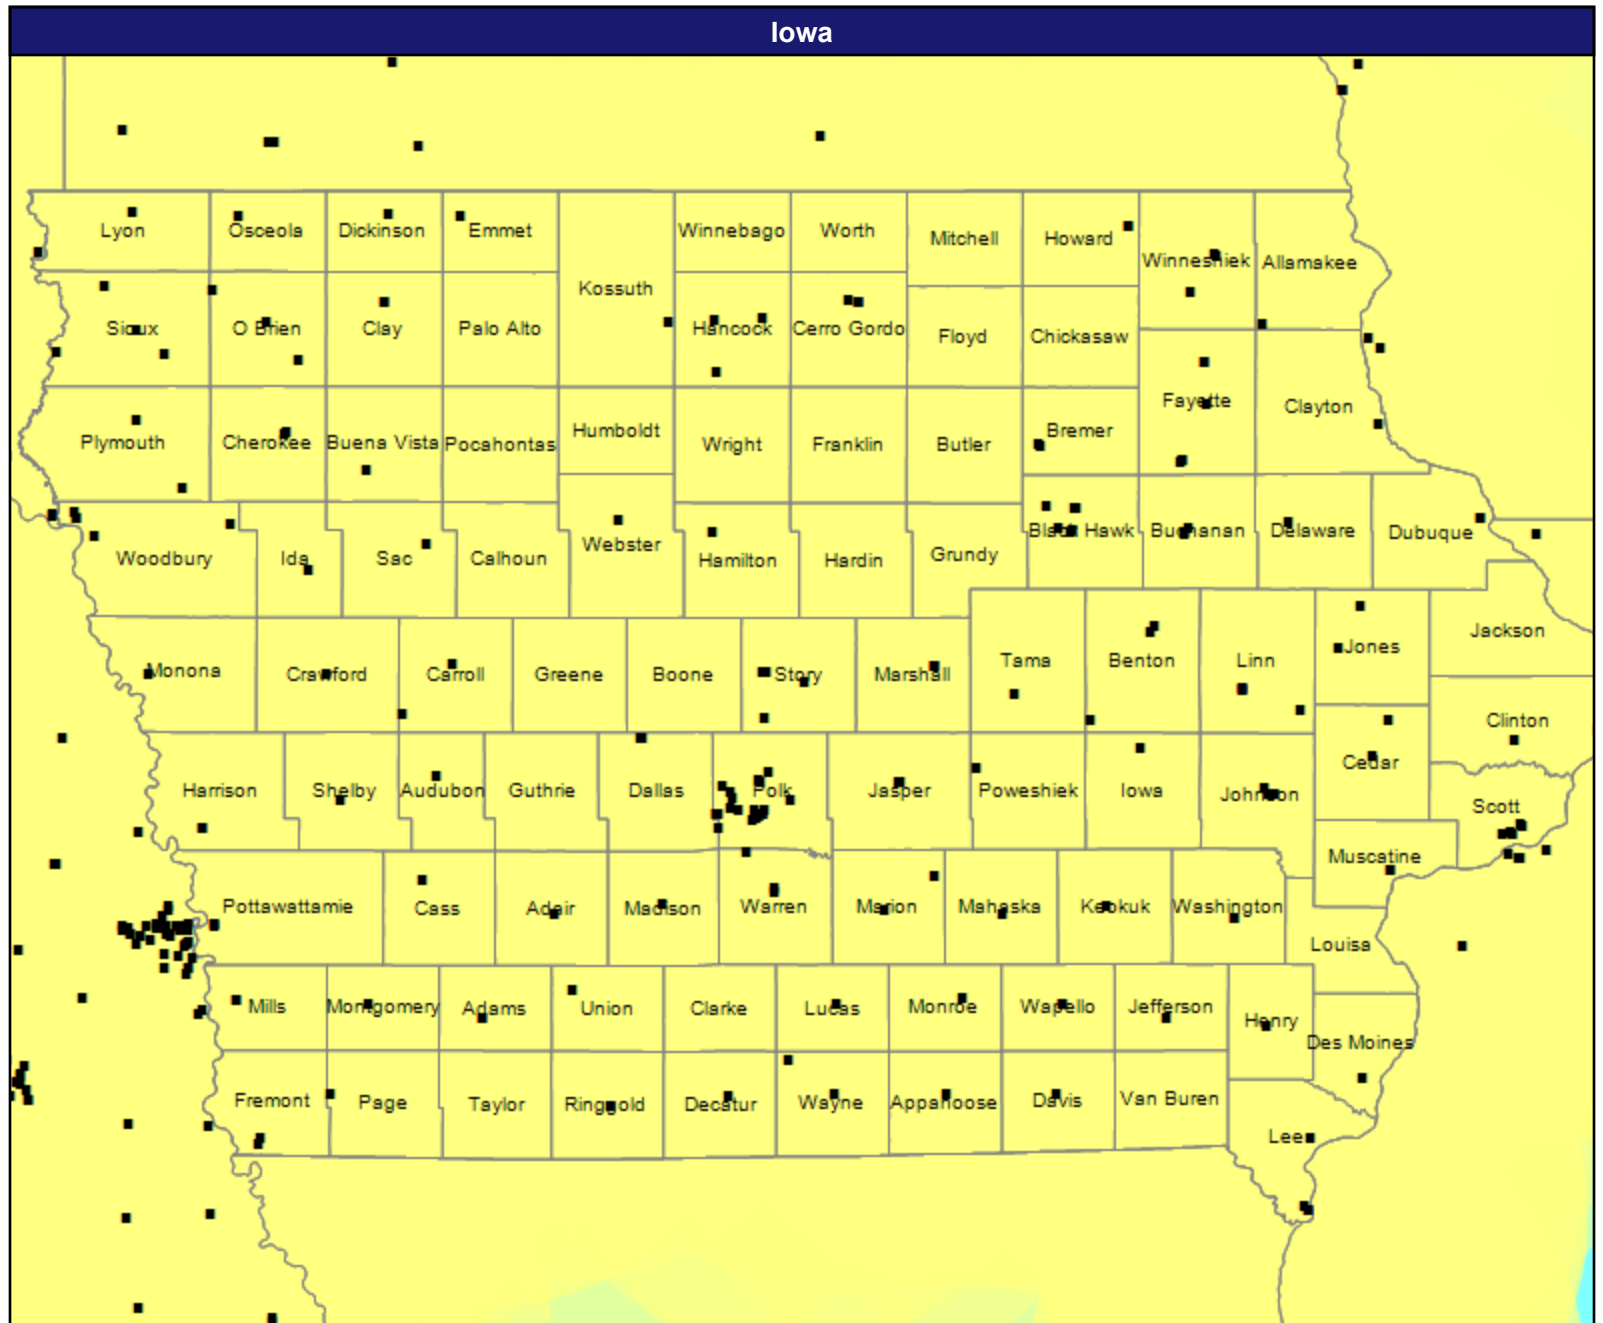 Iowa
Lyon
Osceola
Dickinson
Emmet
Kossuth
Winnebago
Worth
Mitchell
Howard
Winneshiek
Allamakee
Sioux
O Brien
Clay
Palo Alto
Hancock
Cerro Gordo
Floyd
Chickasaw
Plymouth
Cherokee
Buena Vista
Pocahontas
Humboldt
Wright
Franklin
Butler
Bremer
Fayette
Clayton
Woodbury
Ida
Sac
Calhoun
Webster
Hamilton
Hardin
Grundy
Black Hawk
Buchanan
Delaware
Dubuque
Monona
Crawford
Carroll
Greene
Boone
Story
Marshall
Tama
Benton
Linn
Jones
Jackson
Clinton
Harrison
Shelby
Audubon
Guthrie
Dallas
Polk
Jasper
Poweshiek
Iowa
Johnson
Cedar
Scott
Muscatine
Pottawattamie
Cass
Adair
Madison
Warren
Marion
Mahaska
Keokuk
Washington
Louisa
Mills
Montgomery
Adams
Union
Clarke
Lucas
Monroe
Wapello
Jefferson
Henry
Des Moines
Fremont
Page
Taylor
Ringgold
Decatur
Wayne
Appanoose
Davis
Van Buren
Lee